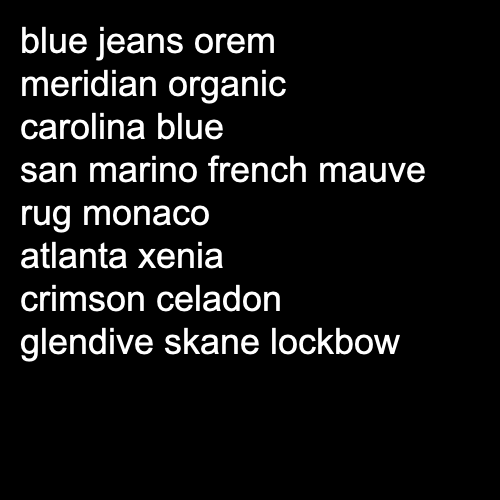 blue jeans orem
meridian organic
carolina blue
san marino french mauve
rug monaco
atlanta xenia
crimson celadon
glendive skane lockbow